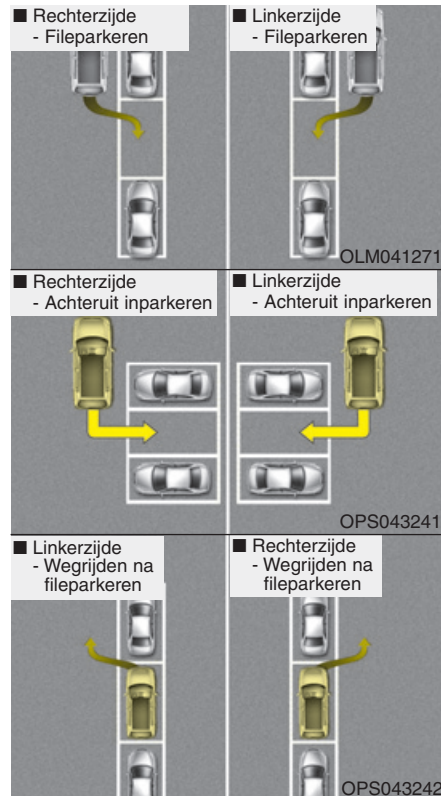 ■ Rechterzijde
- Fileparkeren
■ Linkerzijde
- Fileparkeren
OLM041271
■ Rechterzijde
- Achteruit inparkeren
■ Linkerzijde
- Achteruit inparkeren
OPS043241
■ Linkerzijde
- Wegrijden na
fileparkeren
■ Rechterzijde
- Wegrijden na
fileparkeren
OPS043242